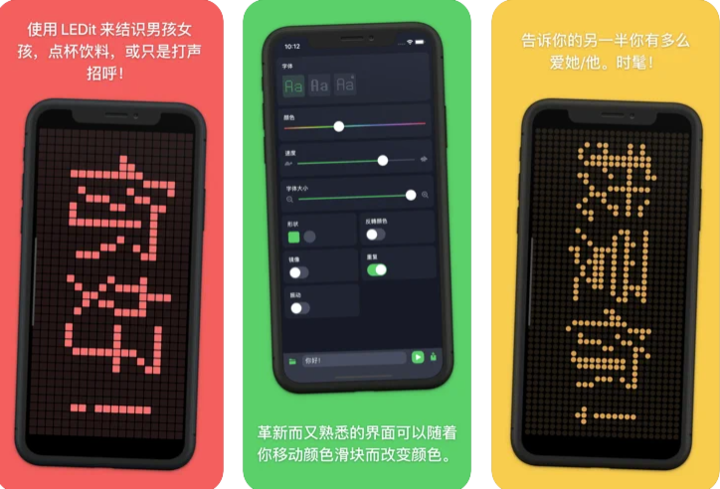 使用 LEDit 来结识男孩女
孩，点杯饮料，或只是打声
招呼！
你好！
10:12
字体
Aa Aa Aa
颜色
速度
字体大小
形状
反转颜色
镜像
重复
你好！
革新而又熟悉的界面可以随着
你移动颜色滑块而改变颜色。
告诉你的另一半你有多么
爱她/他。时髦！
我爱你！